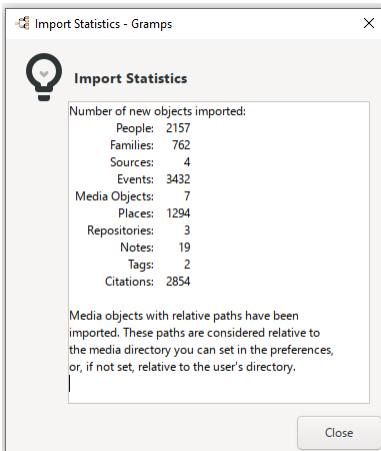 Import Statistics - Gramps
Import Statistics
Number of new objects imported:
People: 2157
Families: 762
Sources: 4
Events: 3432
Media Objects: 7
Places: 1294
Repositories: 3
Notes: 19
Tags: 2
Citations: 2854
Media objects with relative paths have been
imported. These paths are considered relative to
the media directory you can set in the preferences,
or, if not set, relative to the user's directory.
Close